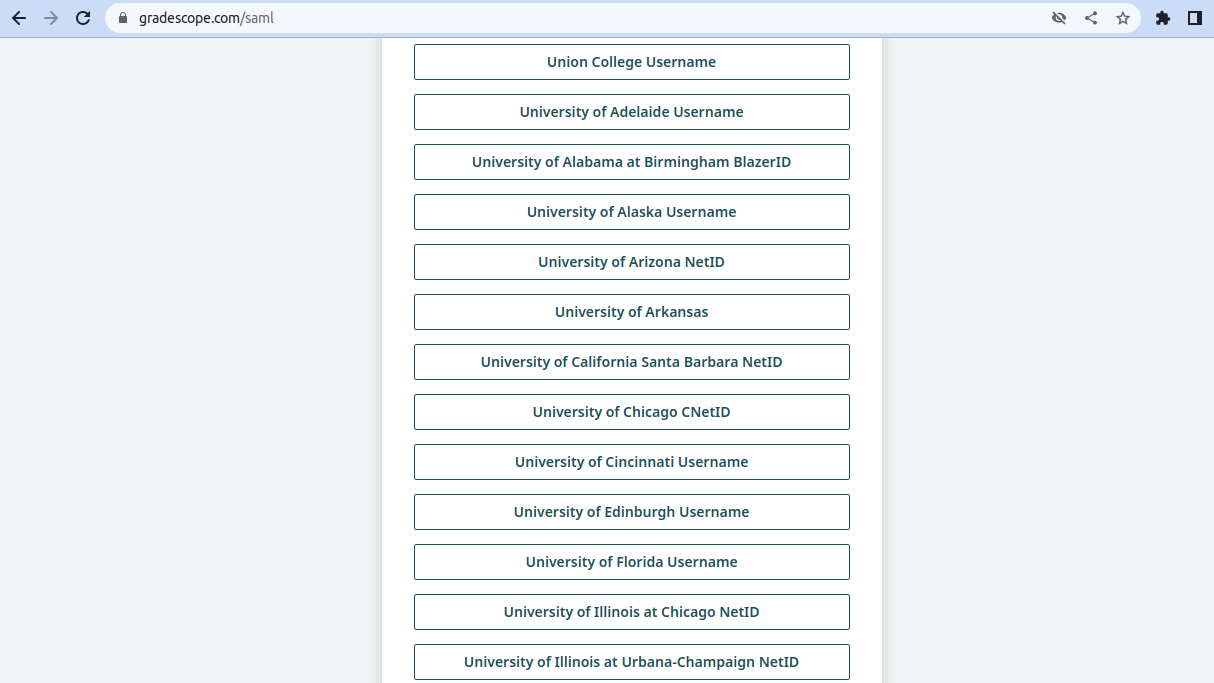 gradescope.com/saml
Union College Username
University of Adelaide Username
University of Alabama at Birmingham BlazerID
University of Alaska Username
University of Arizona NetID
University of Arkansas
University of California Santa Barbara NetID
University of Chicago CNetID
University of Cincinnati Username
University of Edinburgh Username
University of Florida Username
University of Illinois at Chicago NetID
University of Illinois at Urbana-Champaign NetID